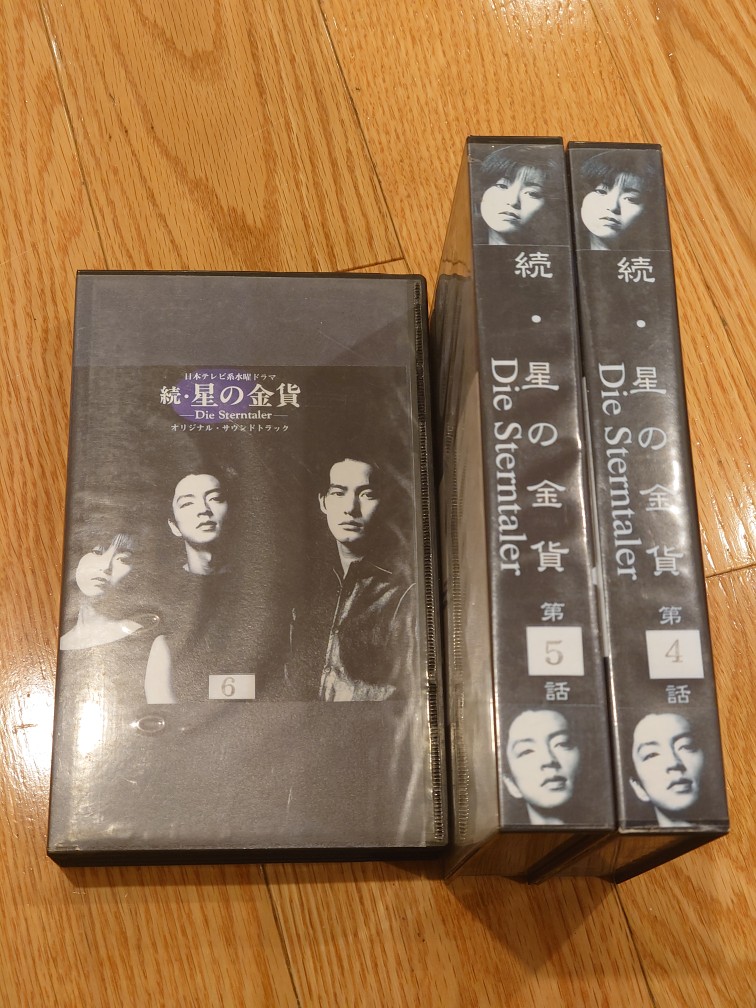 日本テレビ系水曜ドラマ
続・星の金貨
Die Sterntaler
オリジナル・サウンドトラック
6
続・星の金貨
Die Sterntaler
第5話
続・星の金貨
Die Sterntaler
第4話